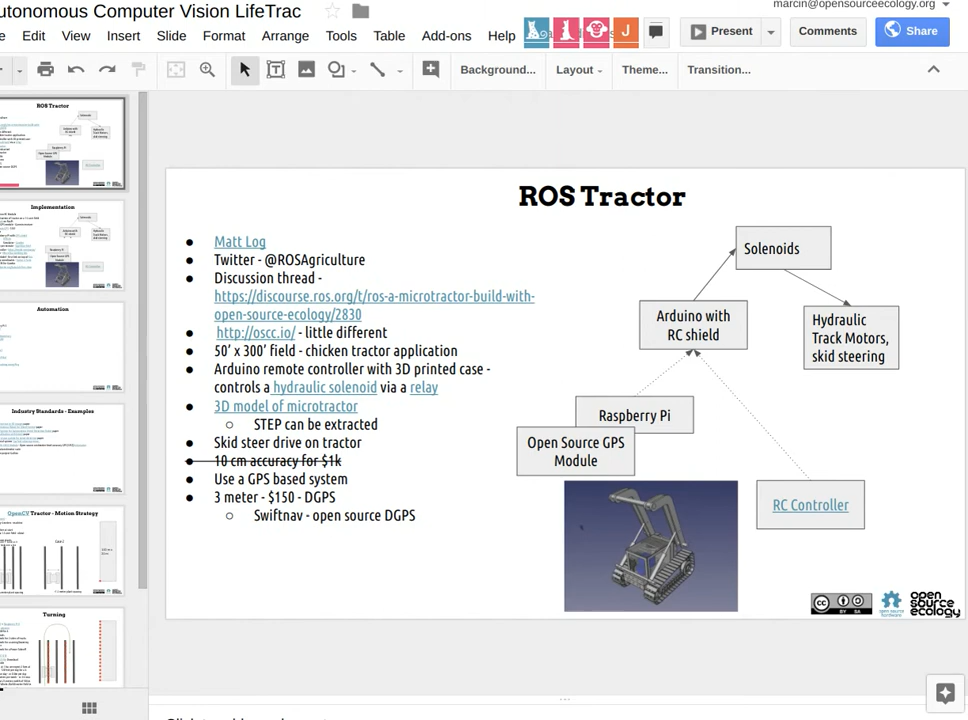 utonomous Computer Vision LifeTrac
marcin@opensourceecology.org
e Edit View Insert Slide Format Arrange Tools Table Add-ons Help
J
Present
Comments
Share
Background... Layout Theme... Transition...
ROS Tractor
Implementation
Automation
Industry Standards - Examples
OpenCV Tractor - Motion Strategy
Turning
ROS Tractor
Matt Log
Twitter - @ROSAgriculture
Discussion thread -
https://discourse.ros.org/t/ros-a-microtractor-build-with-
open-source-ecology/2830
http://oscc.io/ - little different
50' x 300' field - chicken tractor application
Arduino remote controller with 3D printed case -
controls a hydraulic solenoid via a relay
3D model of microtractor
STEP can be extracted
Skid steer drive on tractor
10 cm accuracy for $1k
Use a GPS based system
3 meter - $150 - DGPS
Swiftnav - open source DGPS
Solenoids
Arduino with
RC shield
Hydraulic
Track Motors,
skid steering
Raspberry Pi
Open Source GPS
Module
RC Controller
cc
BY SA
open source
hardware
open
source
ecology